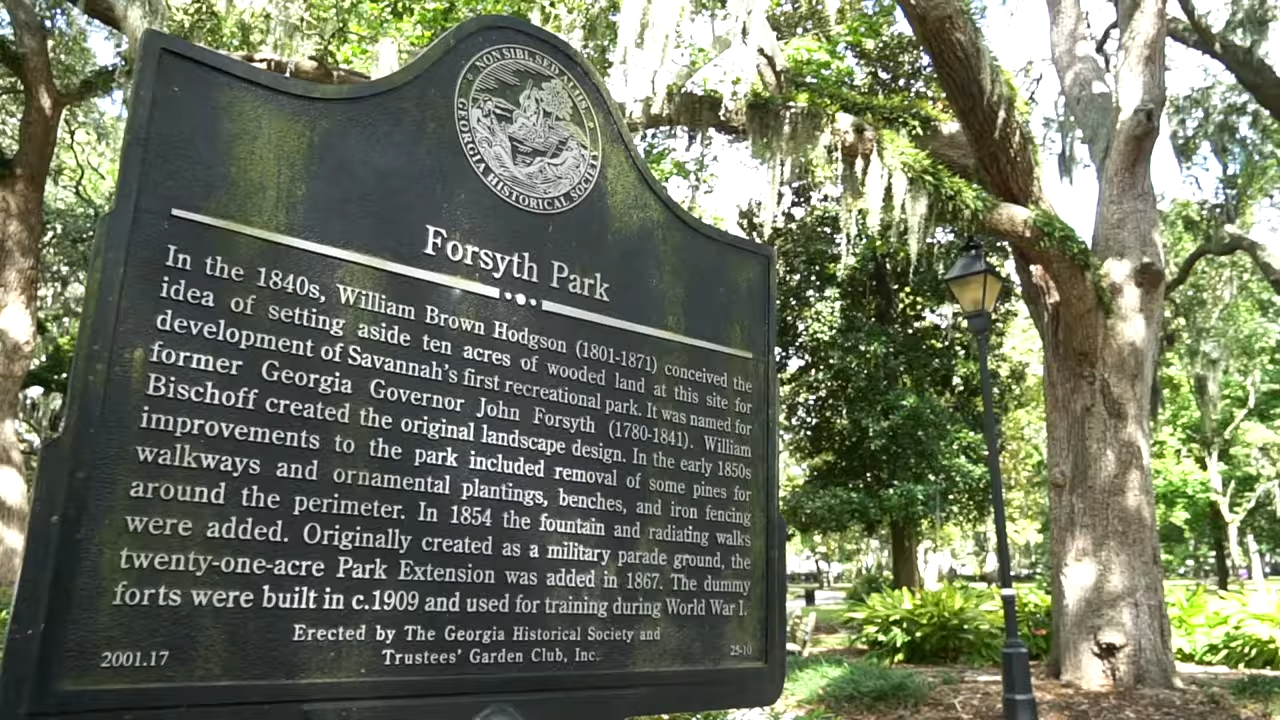 NON SIBI, SED ALIIS
GEORGIA HISTORICAL SOCIETY
Forsyth Park
In the 1840s, William Brown Hodgson (1801-1871) conceived the
idea of setting aside ten acres of wooded land at this site for
development of Savannah's first recreational park. It was named for
former Georgia Governor John Forsyth (1780-1841). William
Bischoff created the original landscape design. In the early 1850s
improvements to the park included removal of some pines for
walkways and ornamental plantings, benches, and iron fencing
around the perimeter. In 1854 the fountain and radiating walks
were added. Originally created as a military parade ground, the
twenty-one-acre Park Extension was added in 1867. The dummy
forts were built in c.1909 and used for training during World War I.
Erected by The Georgia Historical Society and
Trustees' Garden Club, Inc.
2001.17
25-10